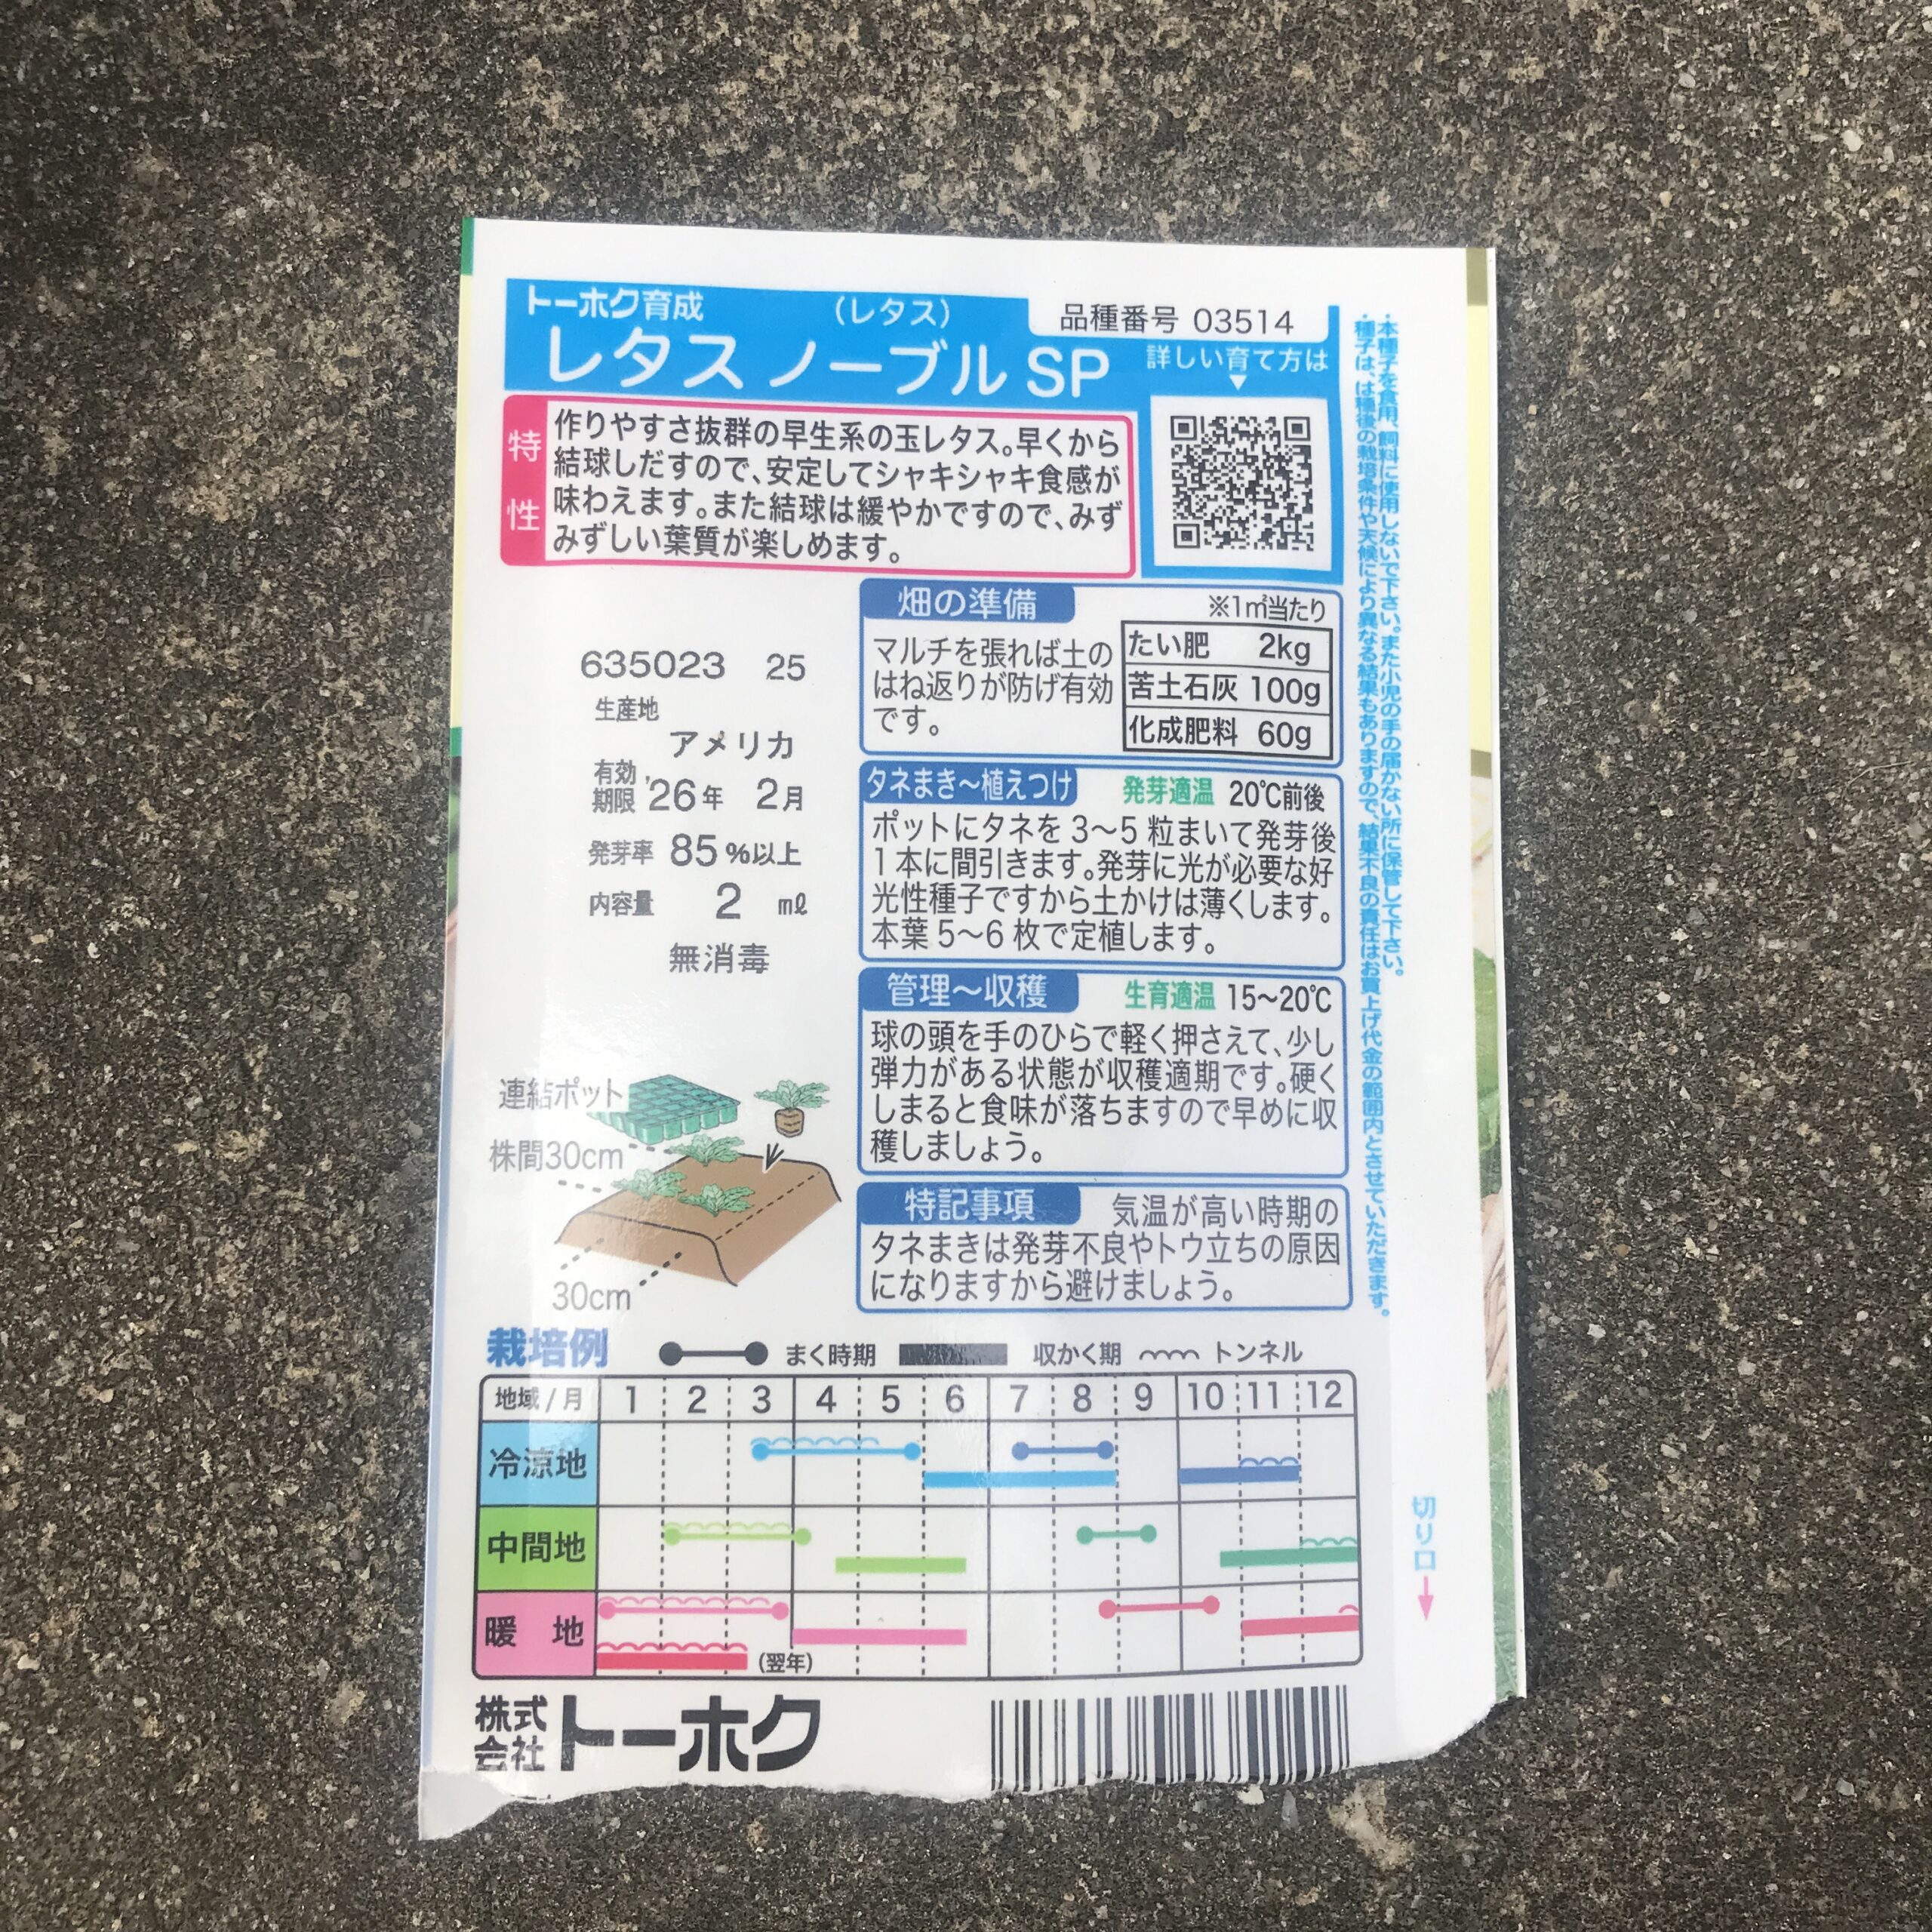 トーホク育成
(レタス)
品種番号 03514
レタス ノーブル SP
詳しい育て方は
特性
作りやすさ抜群の早生系の玉レタス。早くから
結球しだすので、安定してシャキシャキ食感が
味わえます。また結球は緩やかですので、みず
みずしい葉質が楽しめます。
635023 25
生産地
アメリカ
有効期限 '26年 2月
発芽率 85%以上
内容量 2 ㎖
無消毒
畑の準備
※1㎡当たり
マルチを張れば土の
はね返りが防げ有効
です。
たい肥 2kg
苦土石灰 100g
化成肥料 60g
タネまき〜植えつけ 発芽適温 20℃前後
ポットにタネを 3〜5 粒まいて発芽後
1 本に間引きます。発芽に光が必要な好
光性種子ですから土かけは薄くします。
本葉 5〜6 枚で定植します。
管理〜収穫 生育適温 15〜20℃
球の頭を手のひらで軽く押さえて、少し
弾力がある状態が収穫適期です。硬く
しまると食味が落ちますので早めに収
穫しましょう。
特記事項 気温が高い時期の
タネまきは発芽不良やトウ立ちの原因
になりますから避けましょう。
連結ポット
株間30cm
30cm
・本種子を食用、飼料に使用しないで下さい。また小児の手の届かない所に保管して下さい。
・種子は、は種後の栽培条件や天候により異なる結果もありますので、結果不良の責任はお買上げ代金の範囲内とさせていただきます。
切り口
栽培例 まく時期 収かく期 トンネル
地域/月 1 2 3 4 5 6 7 8 9 10 11 12
冷涼地
中間地
暖 地
(翌年)
株式会社 トーホク